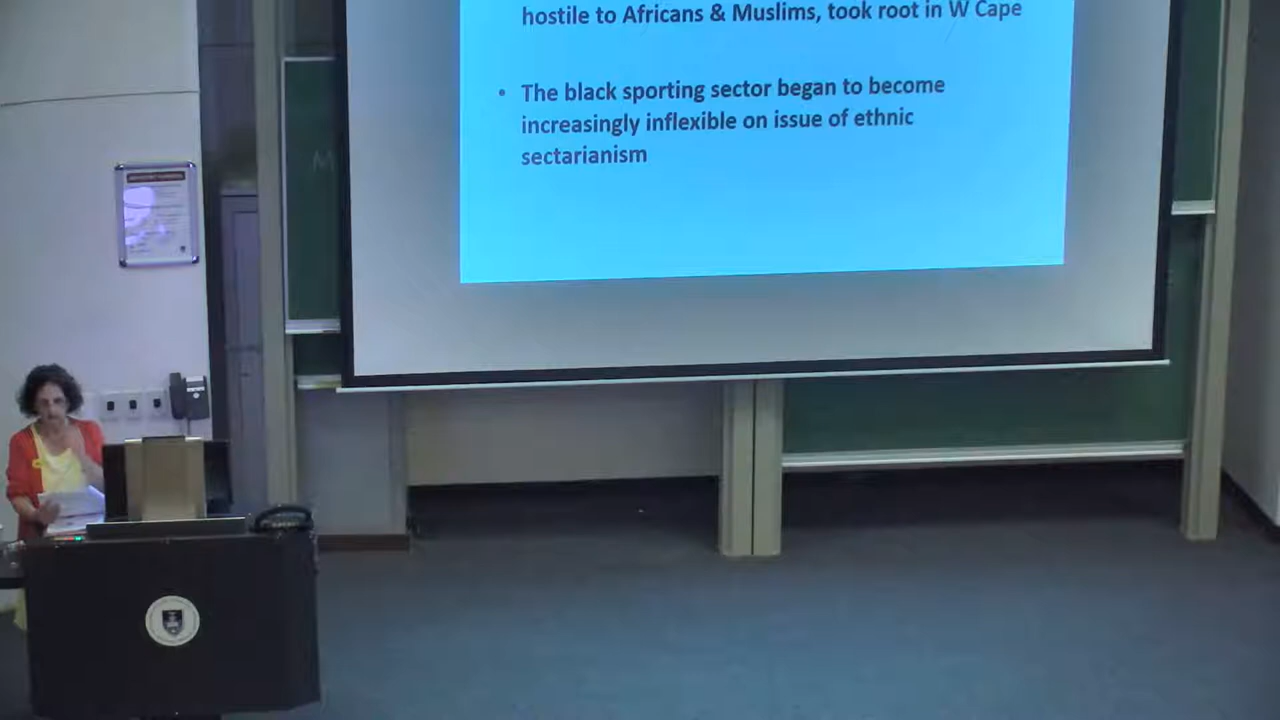 hostile to Africans & Muslims, took root in W Cape
• The black sporting sector began to become
increasingly inflexible on issue of ethnic
sectarianism
M